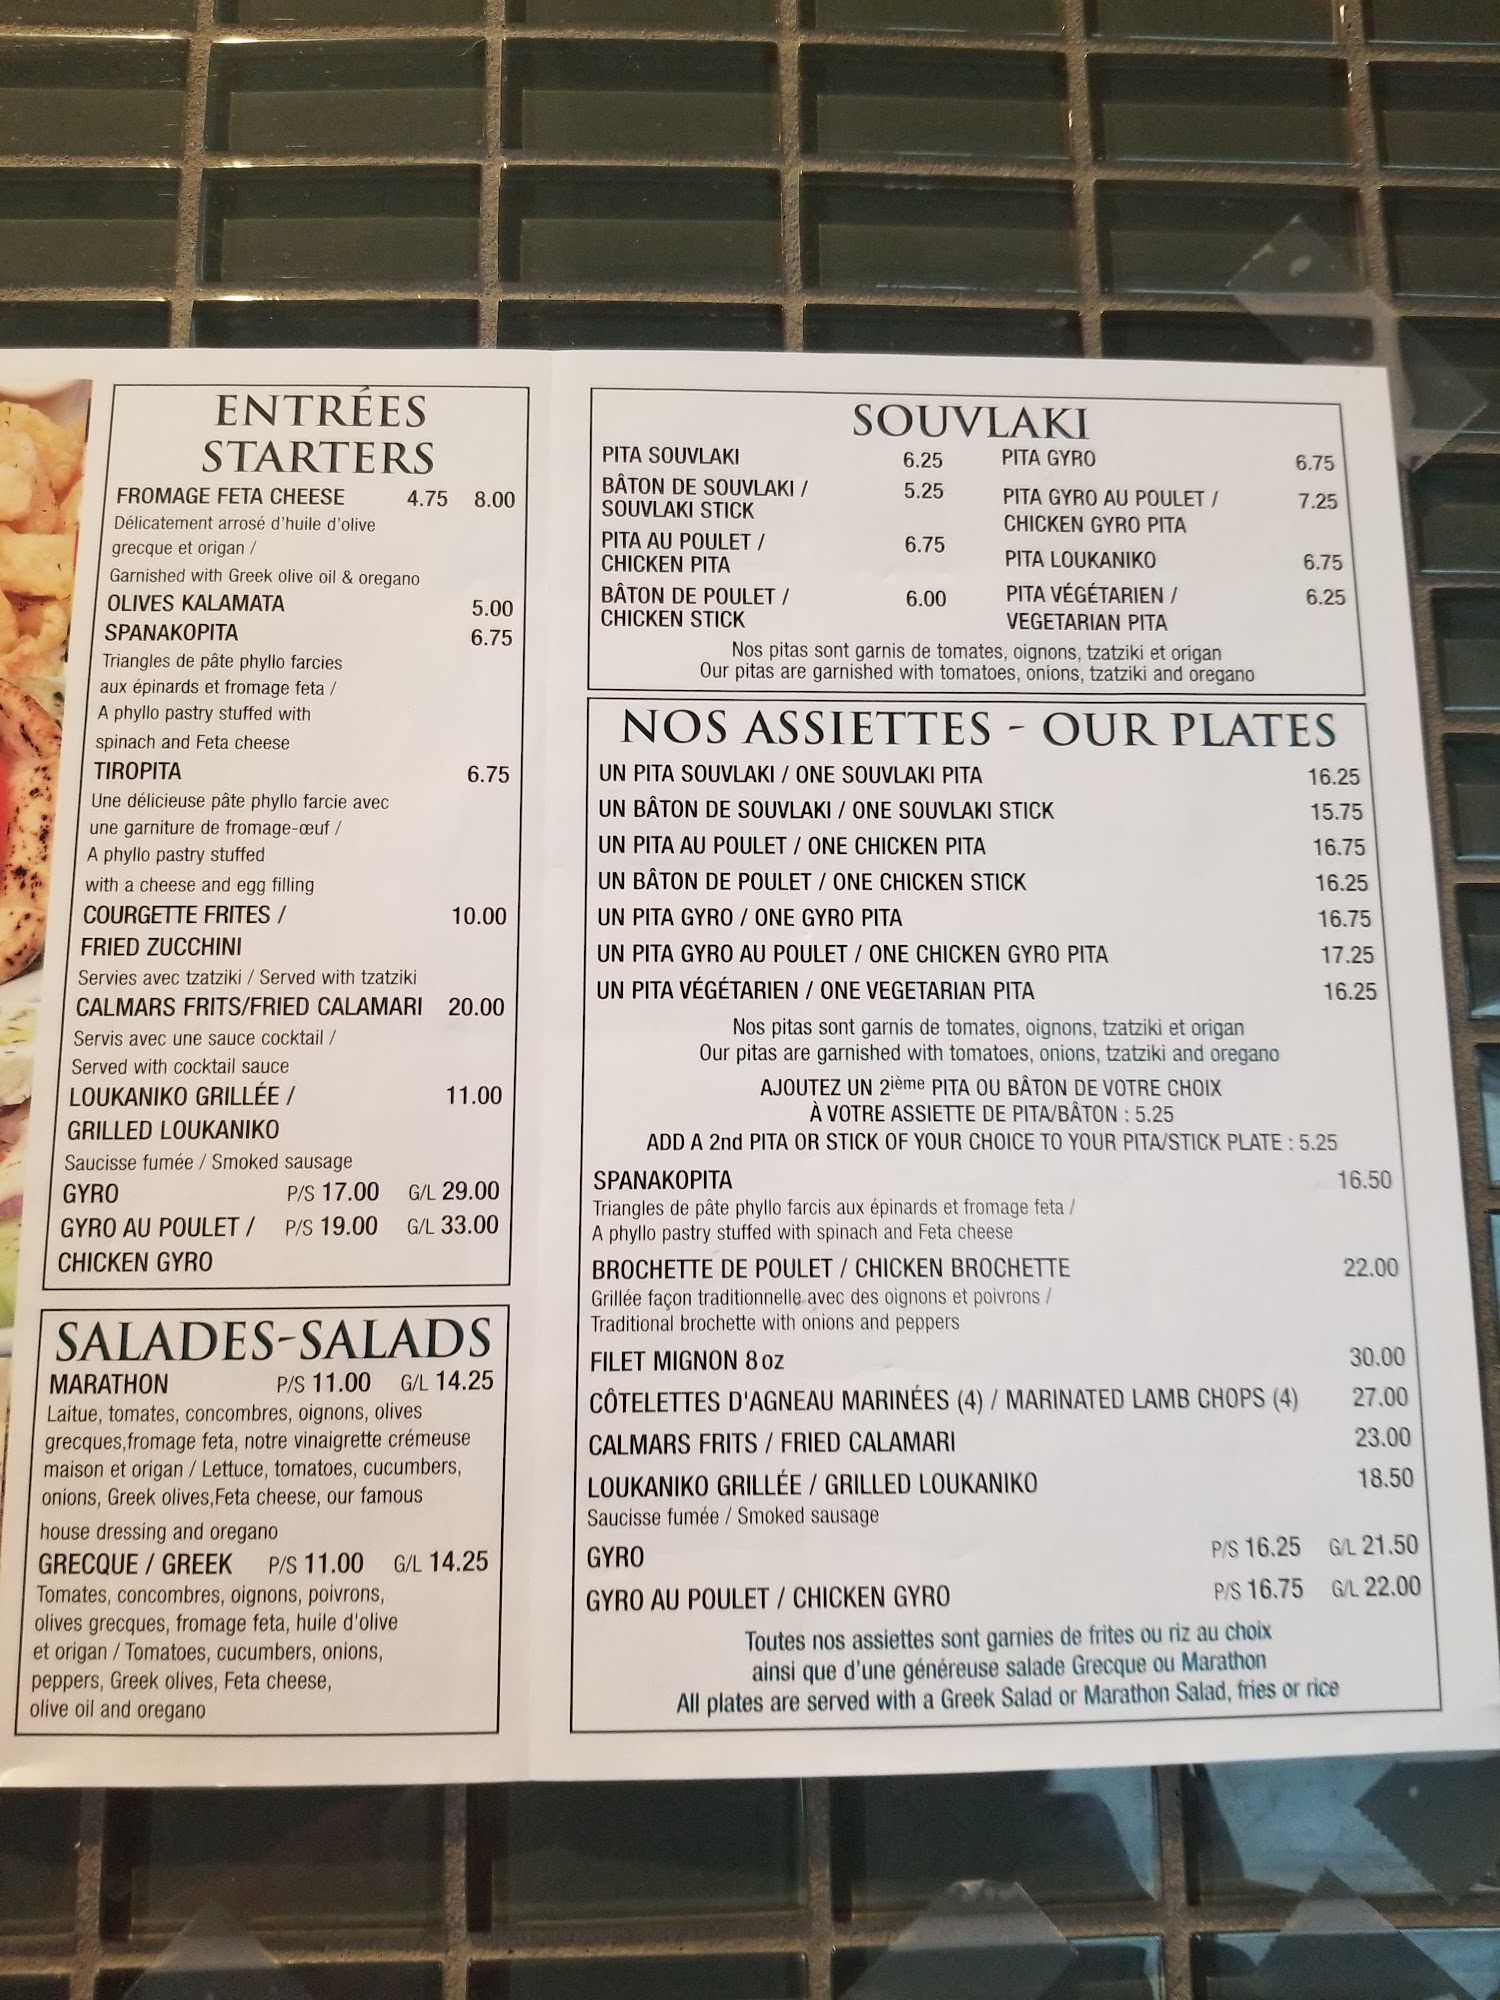 ENTRÉES
STARTERS
FROMAGE FETA CHEESE 4.75 8.00
Délicatement arrosé d'huile d'olive
grecque et origan /
Garnished with Greek olive oil & oregano
OLIVES KALAMATA 5.00
SPANAKOPITA 6.75
Triangles de pâte phyllo farcies
aux épinards et fromage feta /
A phyllo pastry stuffed with
spinach and Feta cheese
TIROPITA 6.75
Une délicieuse pâte phyllo farcie avec
une garniture de fromage-œuf /
A phyllo pastry stuffed
with a cheese and egg filling
COURGETTE FRITES / 10.00
FRIED ZUCCHINI
Servies avec tzatziki / Served with tzatziki
CALMARS FRITS/FRIED CALAMARI 20.00
Servis avec une sauce cocktail /
Served with cocktail sauce
LOUKANIKO GRILLÉE / 11.00
GRILLED LOUKANIKO
Saucisse fumée / Smoked sausage
GYRO P/S 17.00 G/L 29.00
GYRO AU POULET / P/S 19.00 G/L 33.00
CHICKEN GYRO
SALADES-SALADS
MARATHON P/S 11.00 G/L 14.25
Laitue, tomates, concombres, oignons, olives
grecques,fromage feta, notre vinaigrette crémeuse
maison et origan / Lettuce, tomatoes, cucumbers,
onions, Greek olives,Feta cheese, our famous
house dressing and oregano
GRECQUE / GREEK P/S 11.00 G/L 14.25
Tomates, concombres, oignons, poivrons,
olives grecques, fromage feta, huile d'olive
et origan / Tomatoes, cucumbers, onions,
peppers, Greek olives, Feta cheese,
olive oil and oregano
SOUVLAKI
PITA SOUVLAKI 6.25
BÂTON DE SOUVLAKI / 5.25
SOUVLAKI STICK
PITA AU POULET / 6.75
CHICKEN PITA
BÂTON DE POULET / 6.00
CHICKEN STICK
PITA GYRO 6.75
PITA GYRO AU POULET / 7.25
CHICKEN GYRO PITA
PITA LOUKANIKO 6.75
PITA VÉGÉTARIEN / 6.25
VEGETARIAN PITA
Nos pitas sont garnis de tomates, oignons, tzatziki et origan
Our pitas are garnished with tomatoes, onions, tzatziki and oregano
NOS ASSIETTES - OUR PLATES
UN PITA SOUVLAKI / ONE SOUVLAKI PITA 16.25
UN BÂTON DE SOUVLAKI / ONE SOUVLAKI STICK 15.75
UN PITA AU POULET / ONE CHICKEN PITA 16.75
UN BÂTON DE POULET / ONE CHICKEN STICK 16.25
UN PITA GYRO / ONE GYRO PITA 16.75
UN PITA GYRO AU POULET / ONE CHICKEN GYRO PITA 17.25
UN PITA VÉGÉTARIEN / ONE VEGETARIAN PITA 16.25
Nos pitas sont garnis de tomates, oignons, tzatziki et origan
Our pitas are garnished with tomatoes, onions, tzatziki and oregano
AJOUTEZ UN 2ième PITA OU BÂTON DE VOTRE CHOIX
À VOTRE ASSIETTE DE PITA/BÂTON : 5.25
ADD A 2nd PITA OR STICK OF YOUR CHOICE TO YOUR PITA/STICK PLATE : 5.25
SPANAKOPITA 16.50
Triangles de pâte phyllo farcis aux épinards et fromage feta /
A phyllo pastry stuffed with spinach and Feta cheese
BROCHETTE DE POULET / CHICKEN BROCHETTE 22.00
Grillée façon traditionnelle avec des oignons et poivrons /
Traditional brochette with onions and peppers
FILET MIGNON 8 oz 30.00
CÔTELETTES D'AGNEAU MARINÉES (4) / MARINATED LAMB CHOPS (4) 27.00
CALMARS FRITS / FRIED CALAMARI 23.00
LOUKANIKO GRILLÉE / GRILLED LOUKANIKO 18.50
Saucisse fumée / Smoked sausage
GYRO P/S 16.25 G/L 21.50
GYRO AU POULET / CHICKEN GYRO P/S 16.75 G/L 22.00
Toutes nos assiettes sont garnies de frites ou riz au choix
ainsi que d'une généreuse salade Grecque ou Marathon
All plates are served with a Greek Salad or Marathon Salad, fries or rice